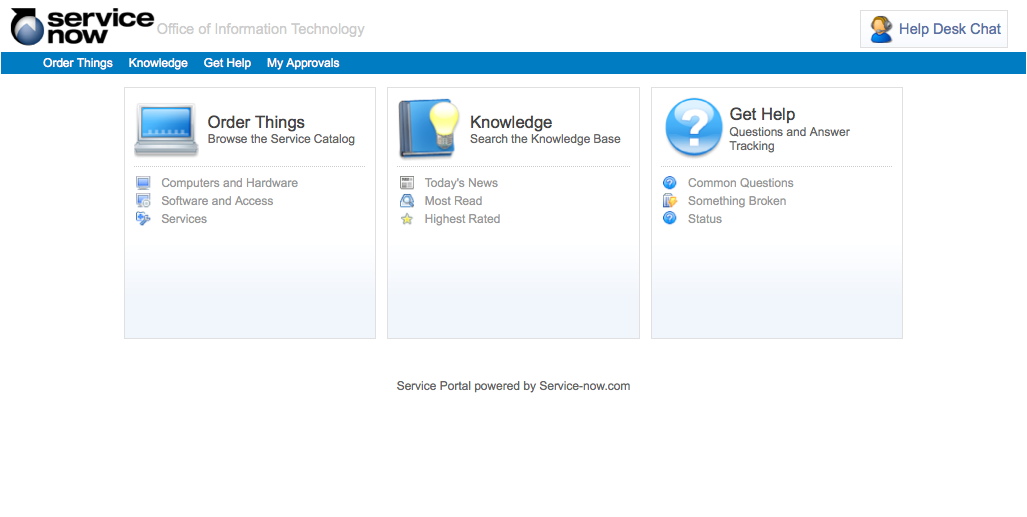 service
now
Office of Information Technology
Help Desk Chat
Order Things Knowledge Get Help My Approvals
Order Things
Browse the Service Catalog
Computers and Hardware
Software and Access
Services
Knowledge
Search the Knowledge Base
Today's News
Most Read
Highest Rated
Get Help
Questions and Answer
Tracking
Common Questions
Something Broken
Status
Service Portal powered by Service-now.com